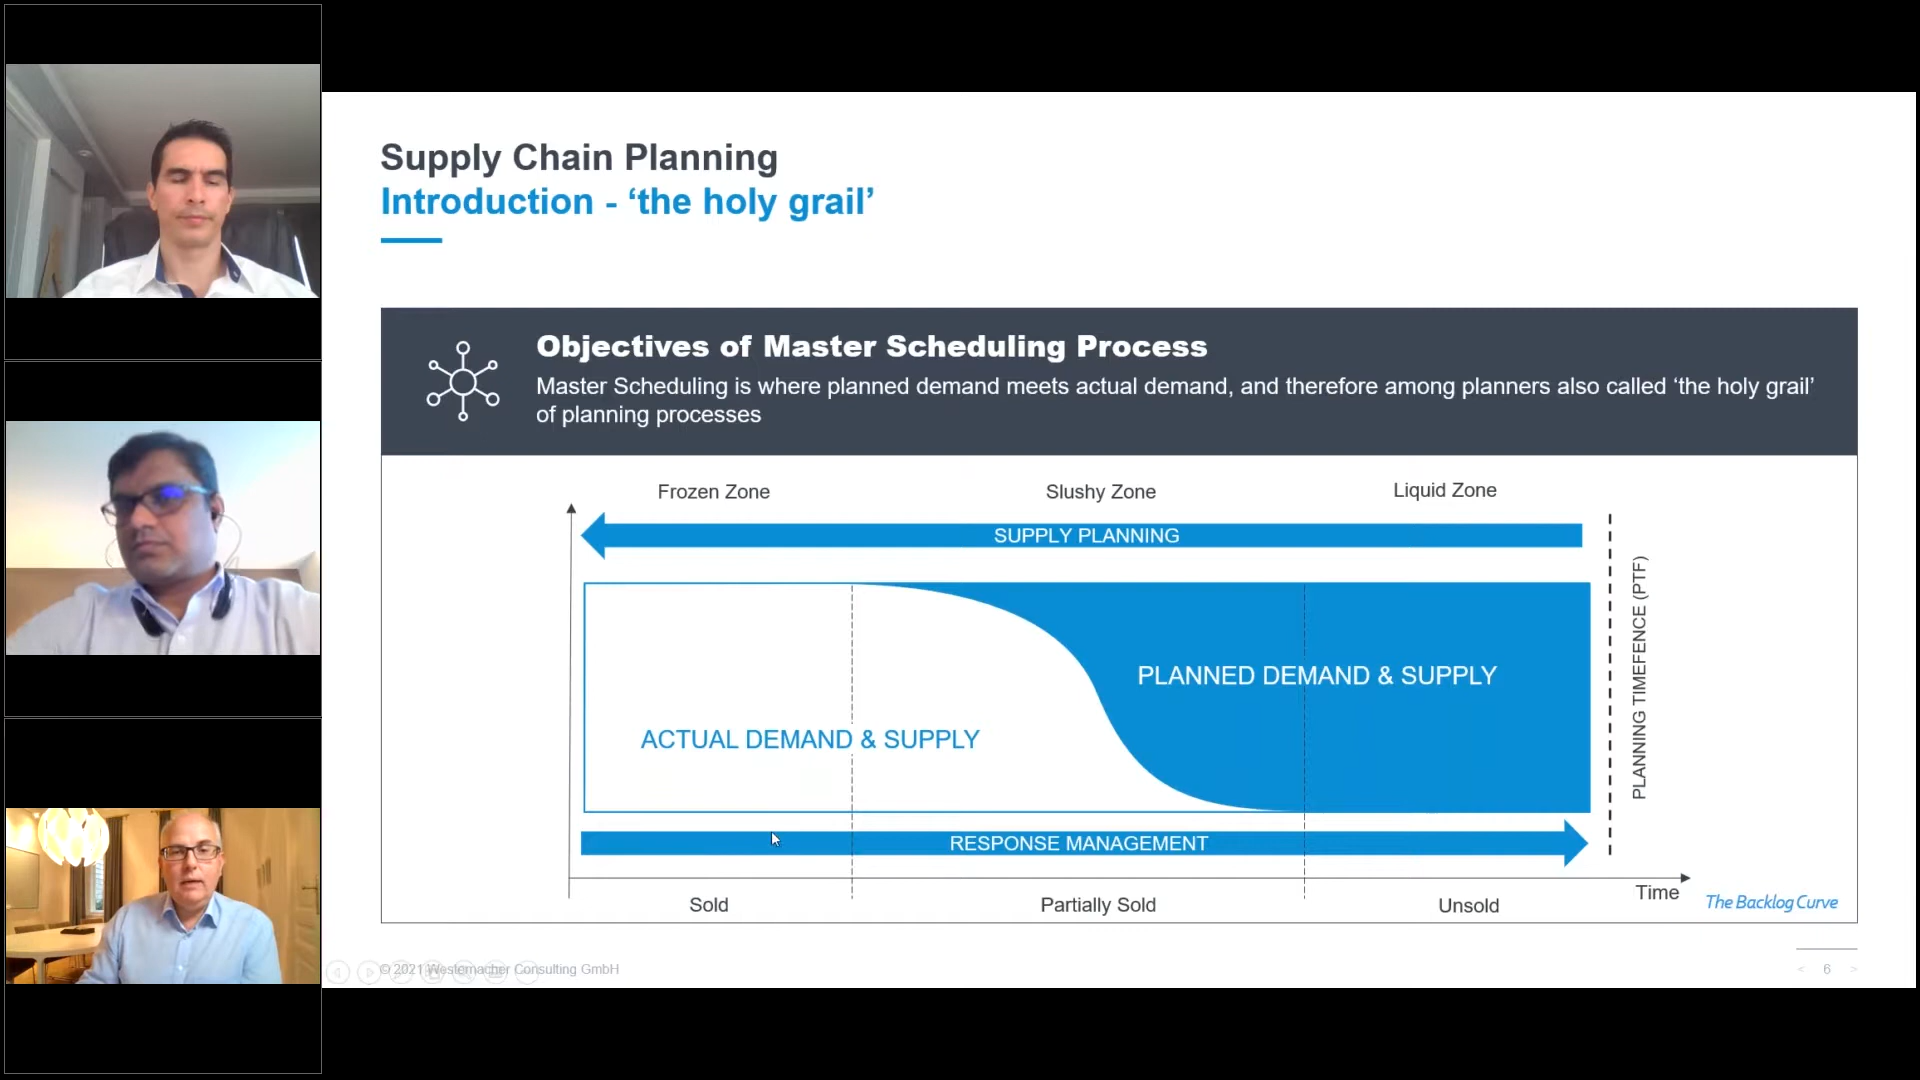 Supply Chain Planning
Introduction - ‘the holy grail’
Objectives of Master Scheduling Process
Master Scheduling is where planned demand meets actual demand, and therefore among planners also called ‘the holy grail’
of planning processes
Frozen Zone
Slushy Zone
Liquid Zone
SUPPLY PLANNING
PLANNED DEMAND & SUPPLY
ACTUAL DEMAND & SUPPLY
PLANNING TIMEFENCE (PTF)
RESPONSE MANAGEMENT
Sold
Partially Sold
Unsold
Time
The Backlog Curve
© 2021 Westernacher Consulting GmbH
< 6 >